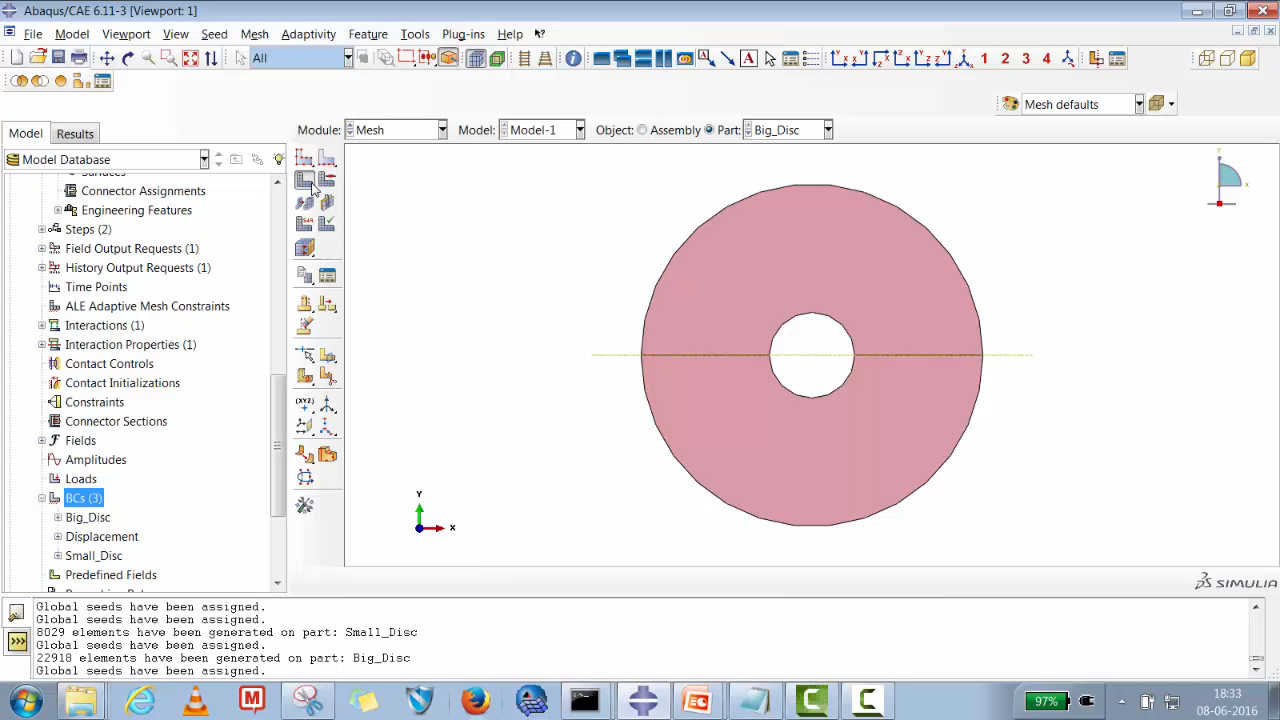 Abaqus/CAE 6.11-3 [Viewport: 1]
File Model Viewport View Seed Mesh Adaptivity Feature Tools Plug-ins Help
All
1 2 3 4
Mesh defaults
Model Results
Module: Mesh Model: Model-1 Object: Assembly Part: Big_Disc
Model Database
Surfaces
Connector Assignments
Engineering Features
Steps (2)
Field Output Requests (1)
History Output Requests (1)
Time Points
ALE Adaptive Mesh Constraints
Interactions (1)
Interaction Properties (1)
Contact Controls
Contact Initializations
Constraints
Connector Sections
Fields
Amplitudes
Loads
BCs (3)
Big_Disc
Displacement
Small_Disc
Predefined Fields
Y
X
Y
X
SIMULIA
Global seeds have been assigned.
Global seeds have been assigned.
8029 elements have been generated on part: Small_Disc
Global seeds have been assigned.
22918 elements have been generated on part: Big_Disc
Global seeds have been assigned.
97%
18:33
08-06-2016